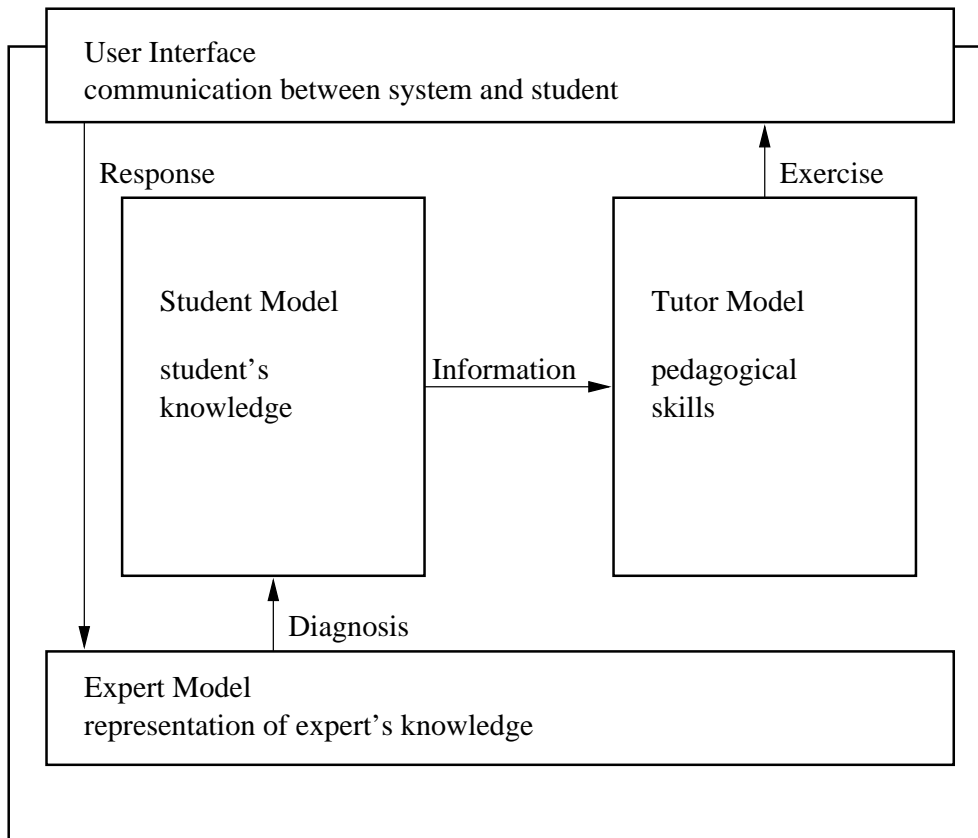 User Interface
communication between system and student
Response
Exercise
Student Model
student's
knowledge
Information
Tutor Model
pedagogical
skills
Diagnosis
Expert Model
representation of expert's knowledge